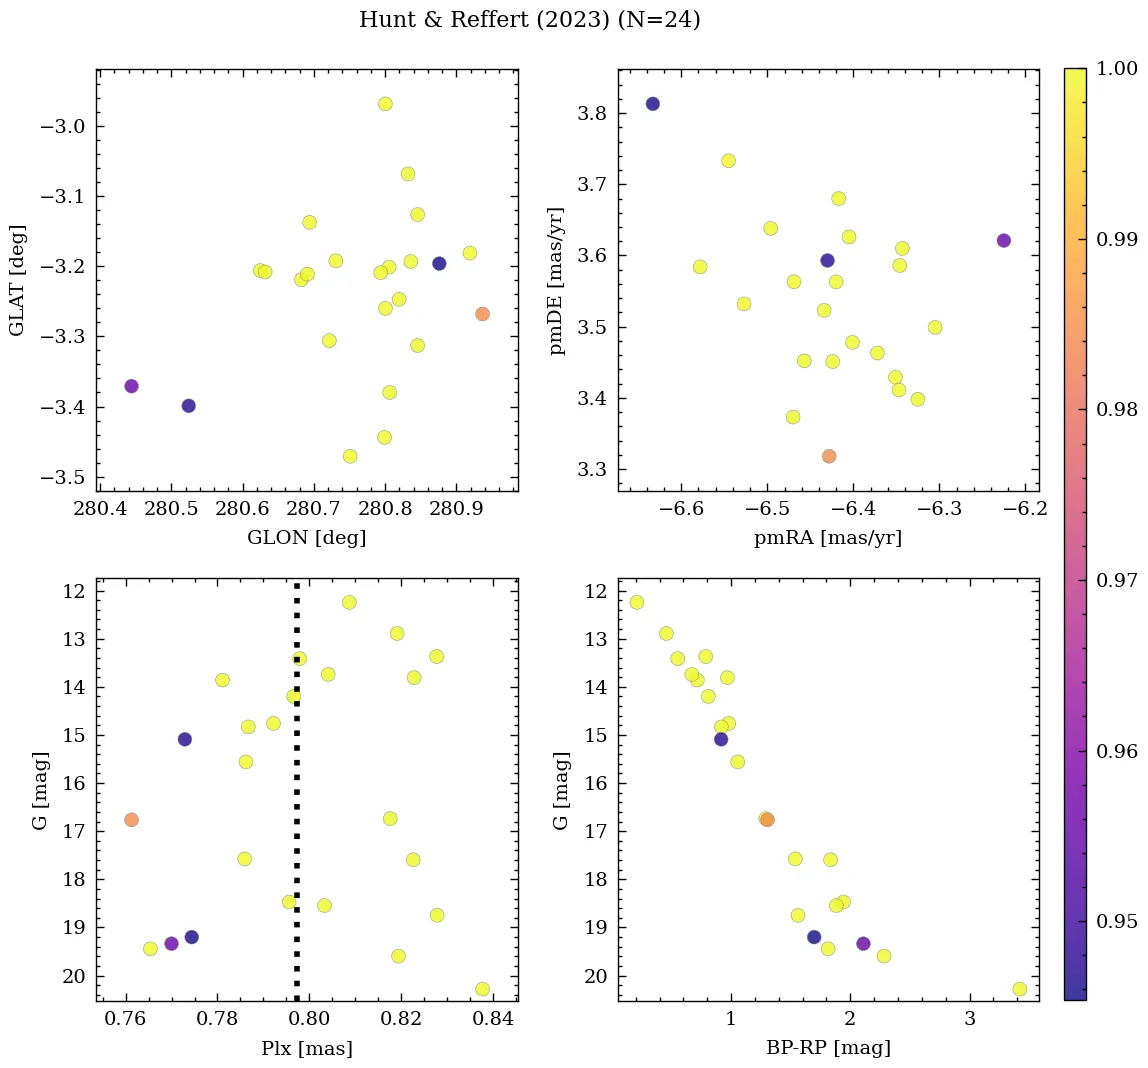 Hunt & Reffert (2023) (N=24)
−3.0
−3.1
−3.2
−3.3
−3.4
−3.5
GLAT [deg]
280.4 280.5 280.6 280.7 280.8 280.9
GLON [deg]
3.8
3.7
3.6
3.5
3.4
3.3
pmDE [mas/yr]
−6.6 −6.5 −6.4 −6.3 −6.2
pmRA [mas/yr]
12
13
14
15
16
17
18
19
20
G [mag]
0.76 0.78 0.80 0.82 0.84
Plx [mas]
12
13
14
15
16
17
18
19
20
G [mag]
1 2 3
BP-RP [mag]
1.00
0.99
0.98
0.97
0.96
0.95